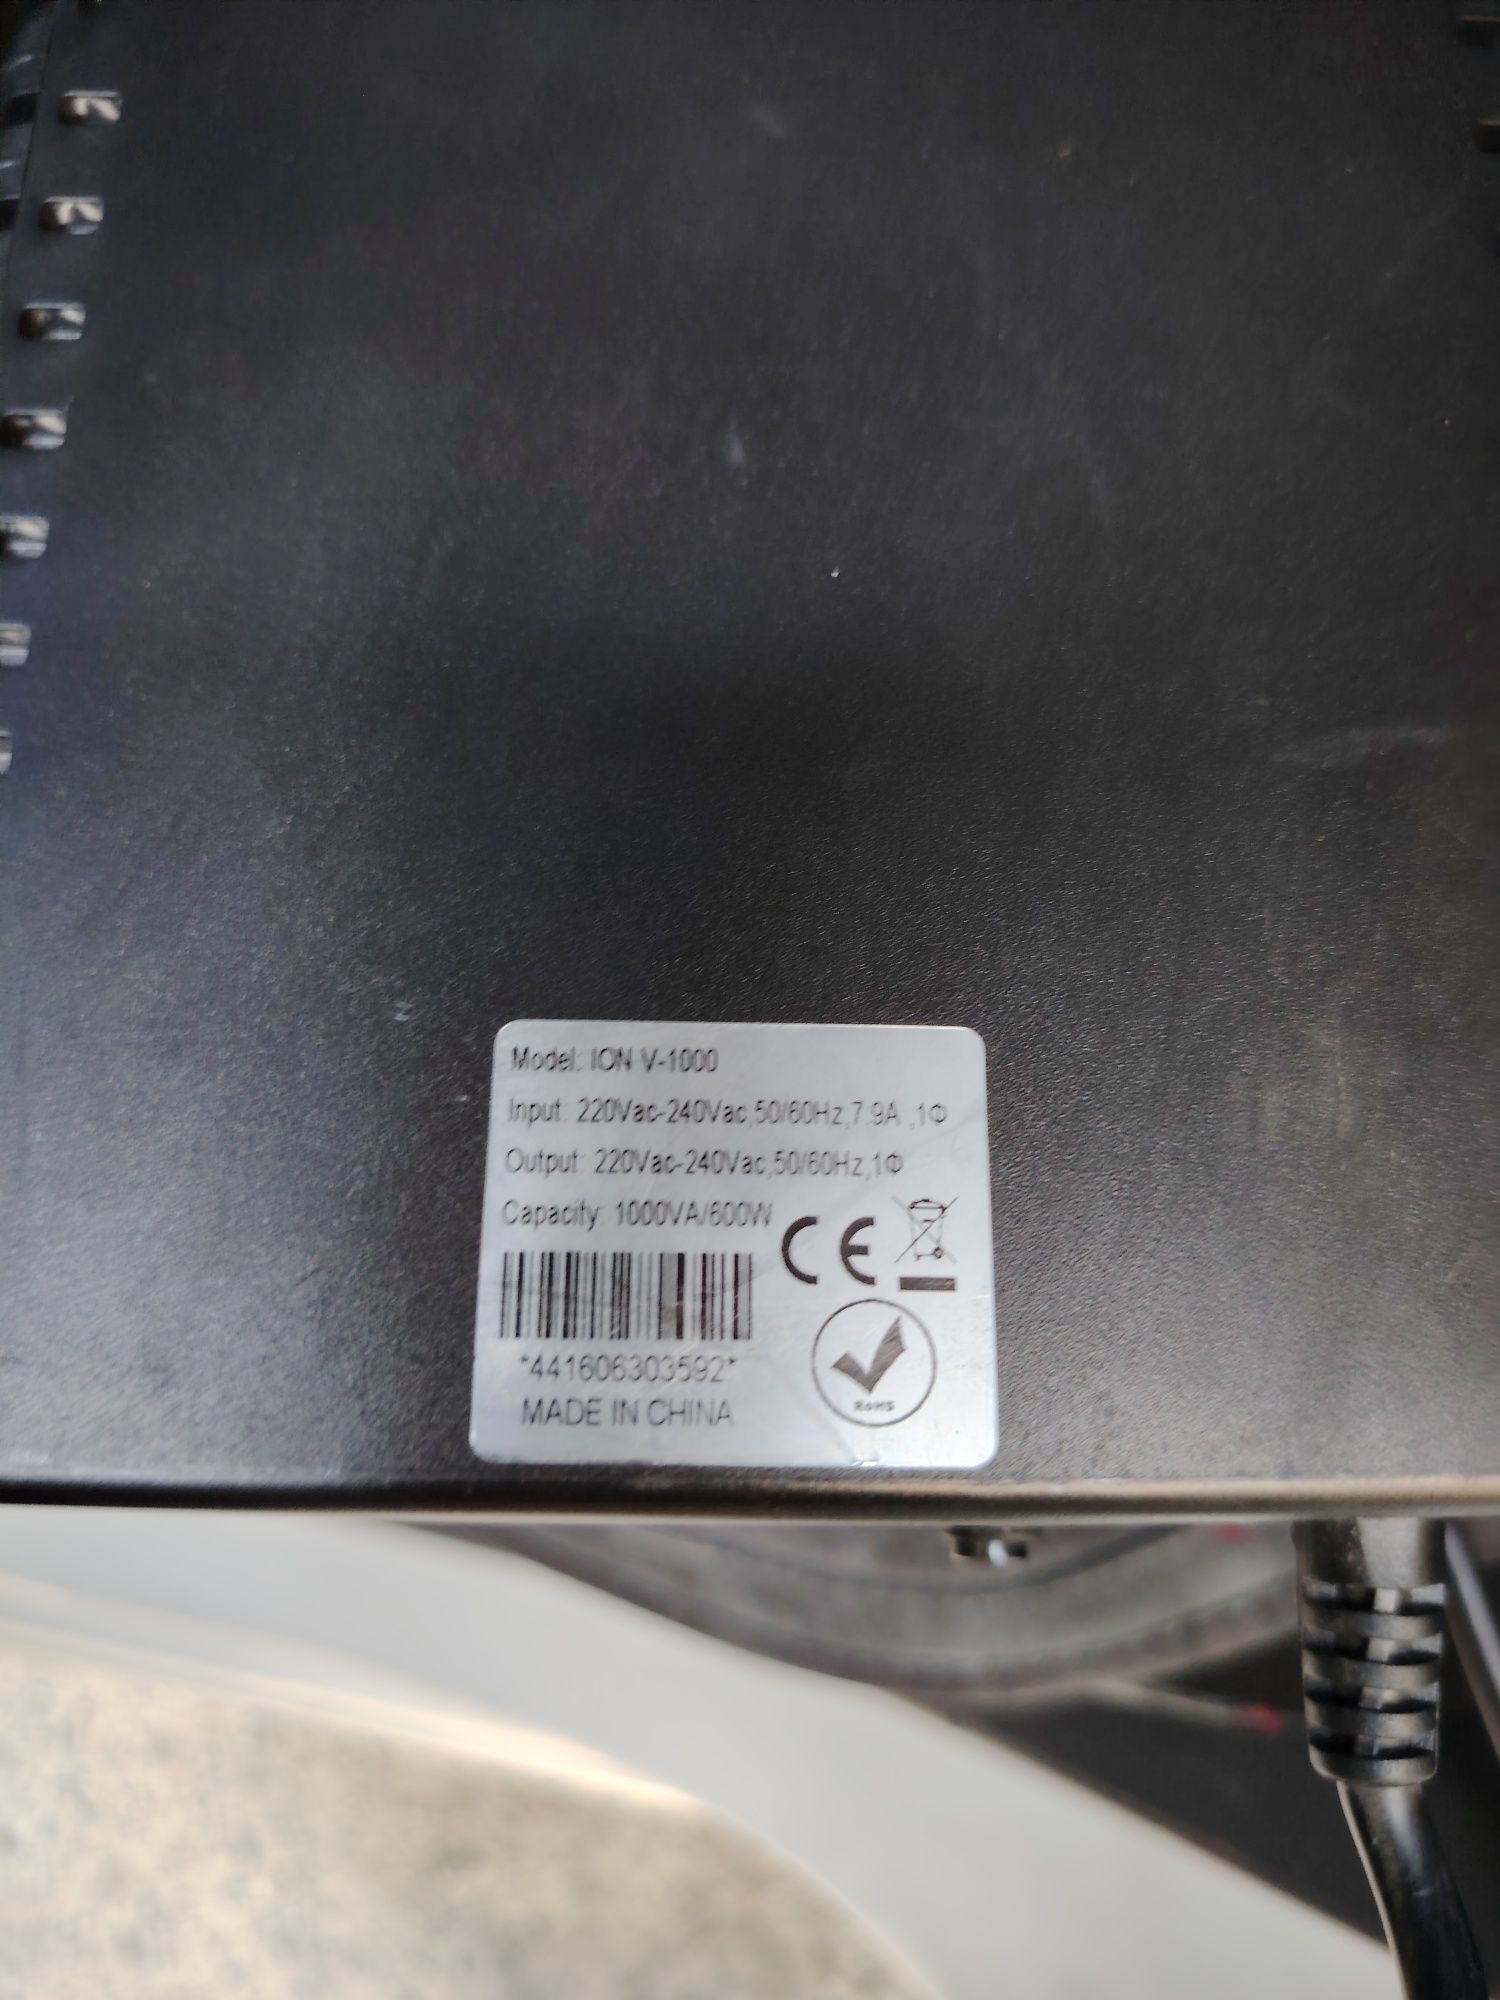 Model: ION V-1000
Input: 220Vac-240Vac,50/60Hz,7.9A ,1Φ
Output: 220Vac-240Vac,50/60Hz,1Φ
Capacity: 1000VA/600W
CE
*441606303592*
RoHS
MADE IN CHINA